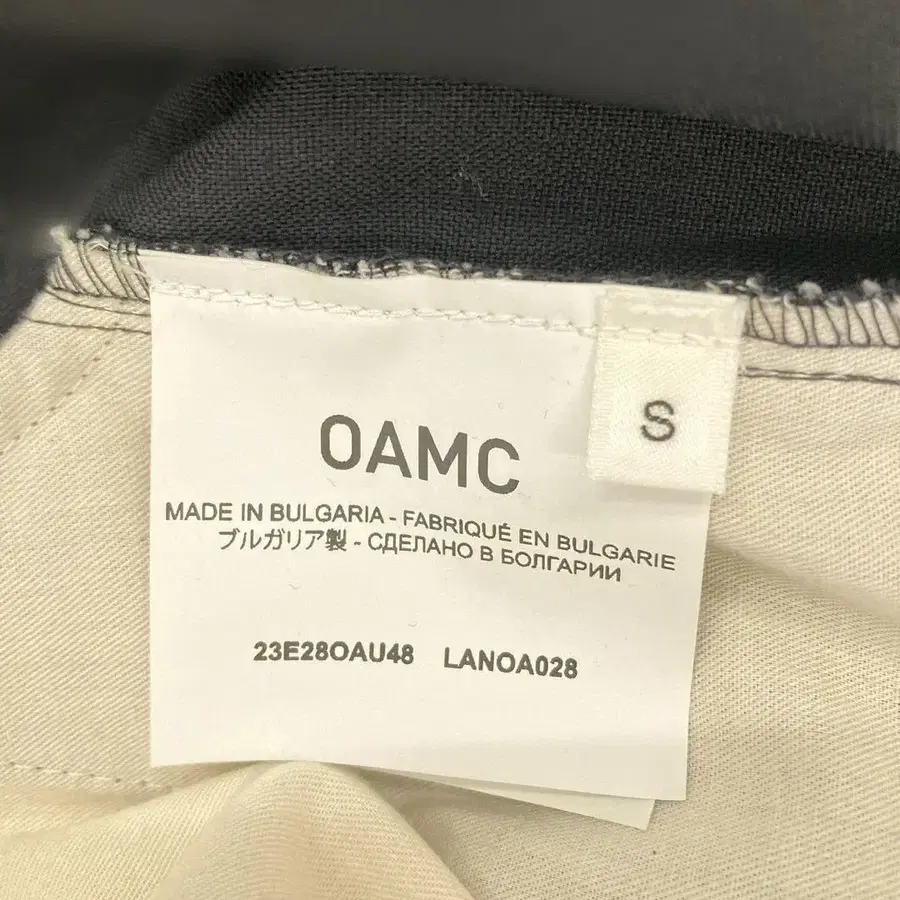 OAMC
S
MADE IN BULGARIA - FABRIQUÉ EN BULGARIE
ブルガリア製 - СДЕЛАНО В БОЛГАРИИ
23E28OAU48 LANOA028